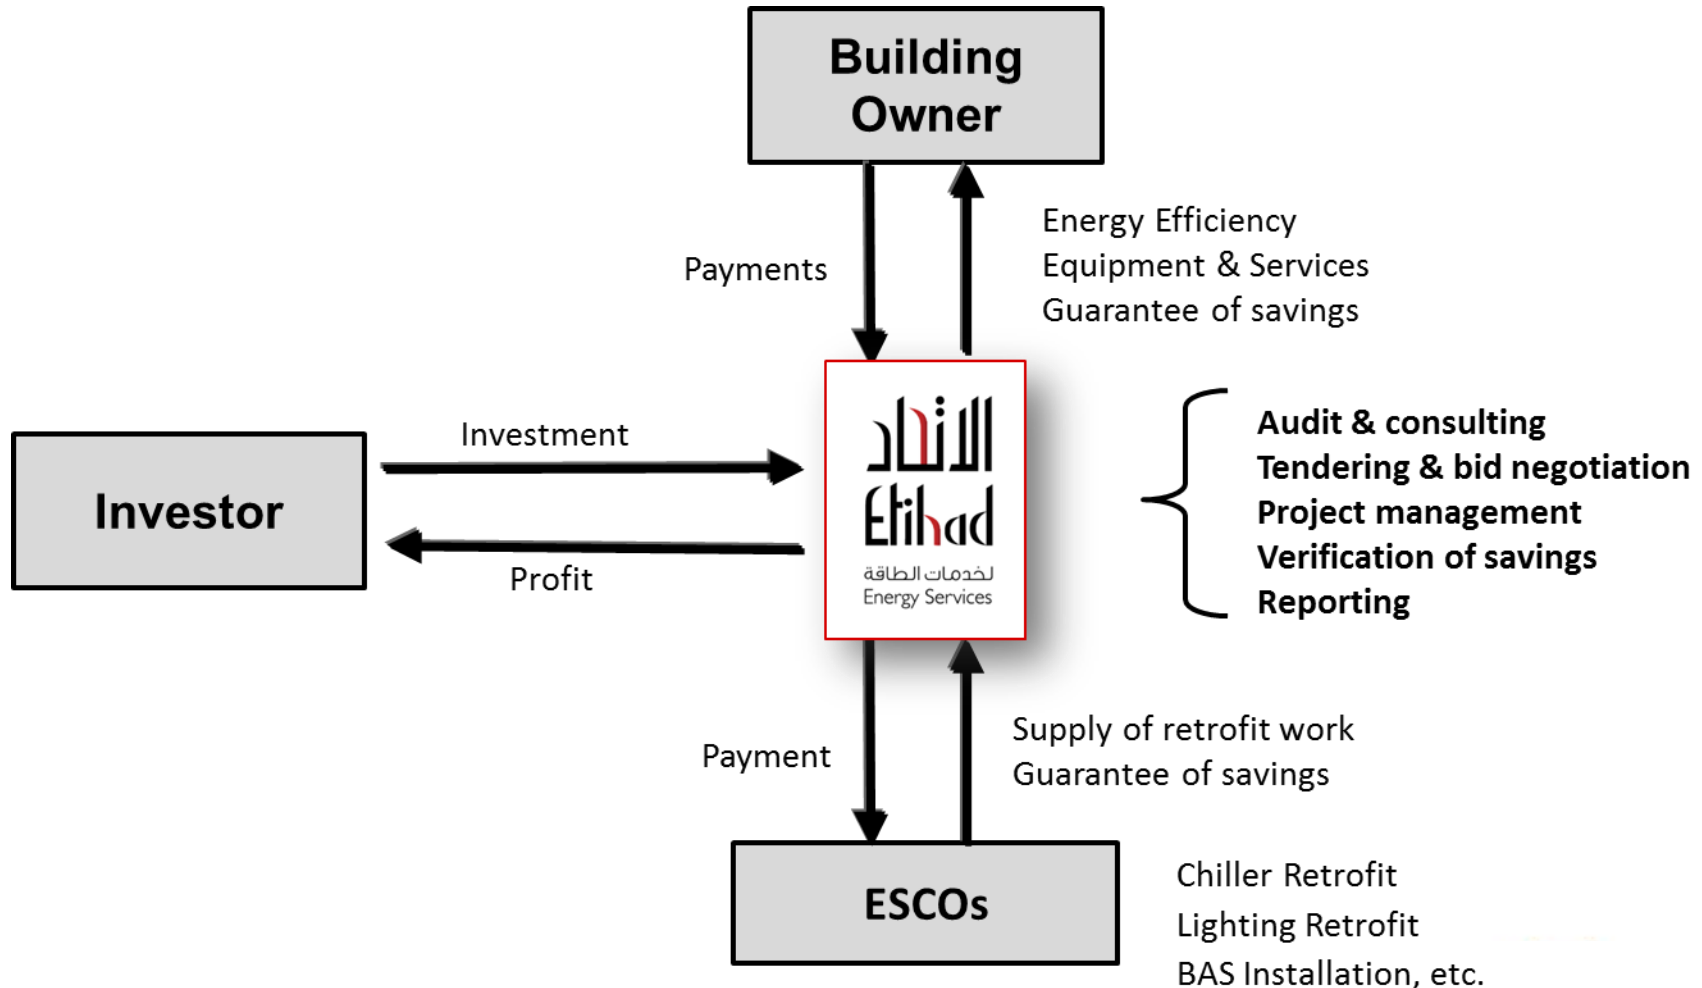 Building
Owner
Payments
Energy Efficiency
Equipment & Services
Guarantee of savings
Investor
Investment
Profit
الاتحاد
Etihad
لخدمات الطاقة
Energy Services
Audit & consulting
Tendering & bid negotiation
Project management
Verification of savings
Reporting
Payment
Supply of retrofit work
Guarantee of savings
ESCOs
Chiller Retrofit
Lighting Retrofit
BAS Installation, etc.